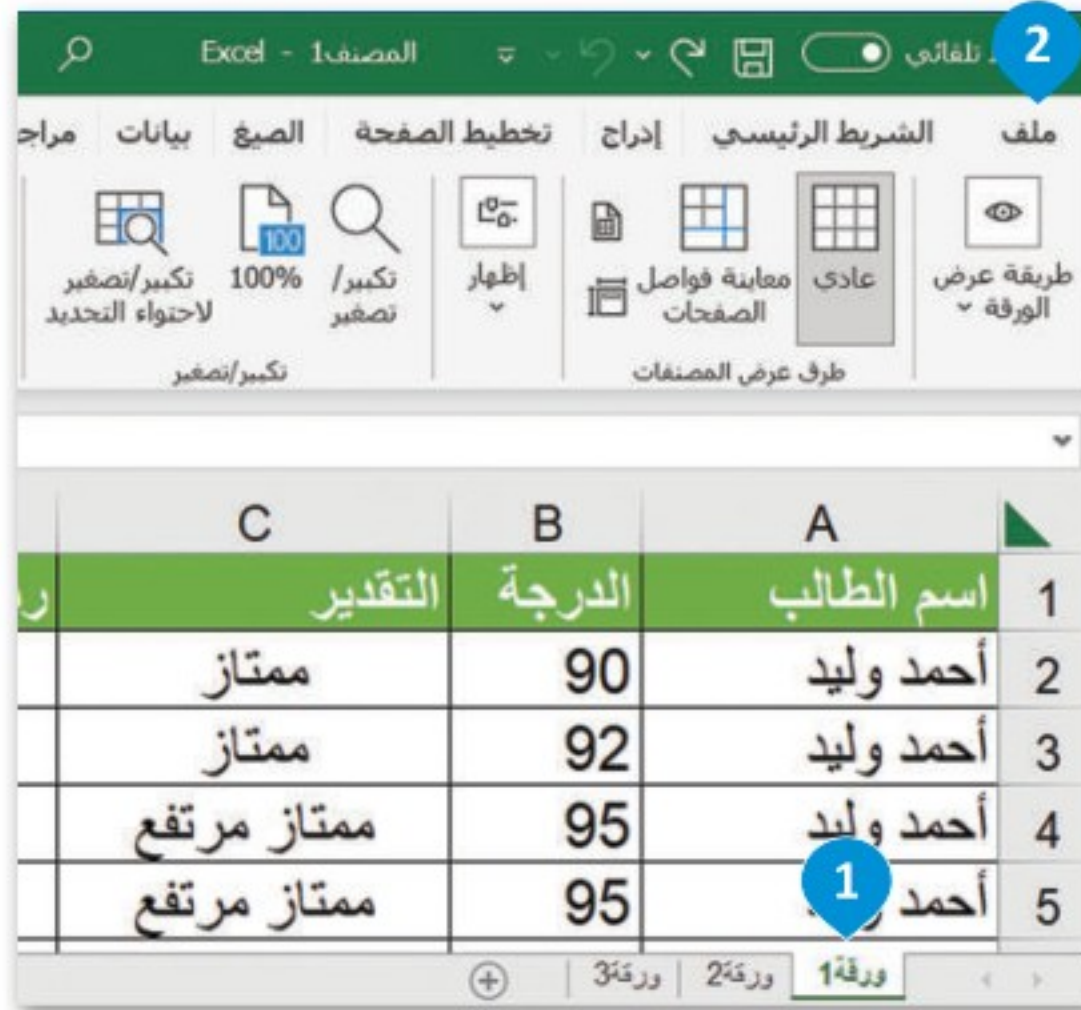 2
تلقائي المصنف1 - Excel
ملف الشريط الرئيسي إدراج تخطيط الصفحة الصيغ بيانات مراجـ
طريقة عرض الورقة
عادي
معاينة فواصل الصفحات
إظهار
تكبير/ تصغير
100
100%
تكبير/تصغير لاحتواء التحديد
طرق عرض المصنفات
تكبير/تصغير
A B C
1 اسم الطالب الدرجة التقدير
2 أحمد وليد 90 ممتاز
3 أحمد وليد 92 ممتاز
4 أحمد وليد 95 ممتاز مرتفع
5 أحمد 95 ممتاز مرتفع
1
ورقة1 ورقة2 ورقة3